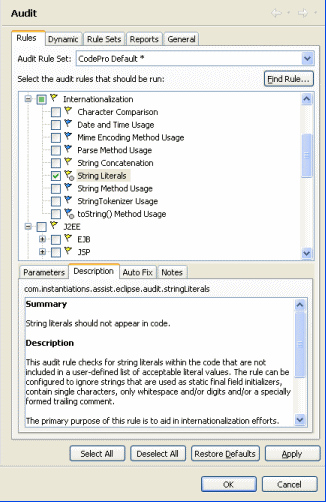 Audit
Rules Dynamic Rule Sets Reports General
Audit Rule Set: CodePro Default *
Select the audit rules that should be run: Find Rule...
Internationalization
Character Comparison
Date and Time Usage
Mime Encoding Method Usage
Parse Method Usage
String Concatenation
String Literals
String Method Usage
StringTokenizer Usage
toString() Method Usage
J2EE
EJB
JSP
Parameters Description Auto Fix Notes
com.instantiations.assist.eclipse.audit.stringLiterals
Summary
String literals should not appear in code.
Description
This audit rule checks for string literals within the code that are not
included in a user-defined list of acceptable literal values. The rule can be
configured to ignore strings that are used as static final field initializers,
contain single characters, only whitespace and/or digits and/or a specially
formed trailing comment.
The primary purpose of this rule is to aid in internationalization efforts.
Select All Deselect All Restore Defaults Apply
OK Cancel